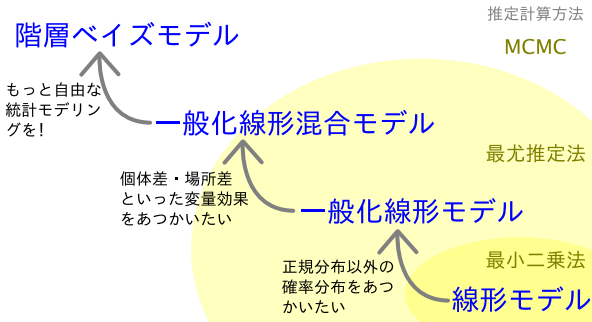 推定計算方法
階層ベイズモデル
MCMC
もっと自由な
統計モデリン
グを!
一般化線形混合モデル
最尤推定法
個体差・場所差
といった変量効果
をあつかいたい
一般化線形モデル
最小二乗法
正規分布以外の
確率分布をあつ
かいたい
線形モデル